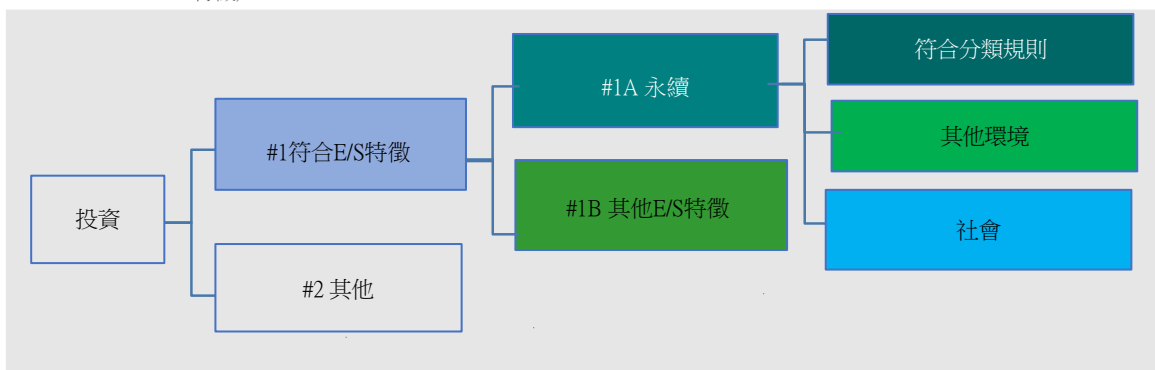 投資
#1符合E/S特徵
#2 其他
#1A 永續
#1B 其他E/S特徵
符合分類規則
其他環境
社會